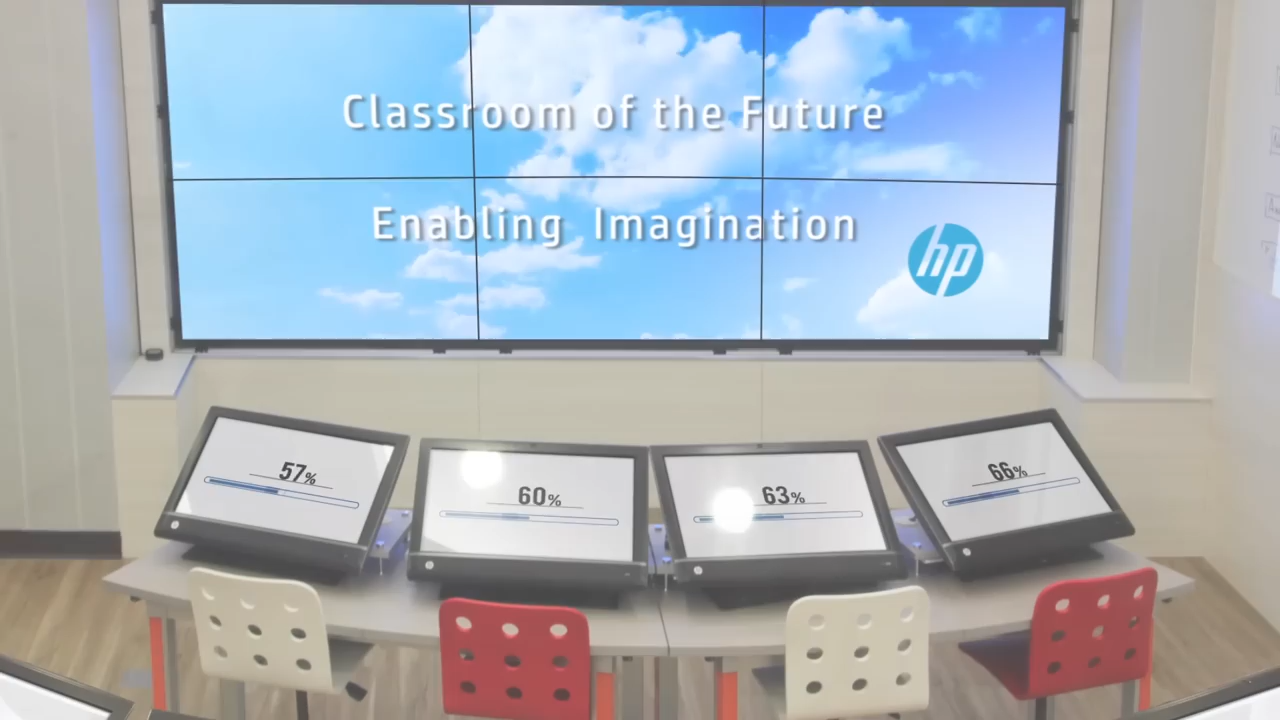 Classroom of the Future
Enabling Imagination
hp
57%
60%
63%
66%